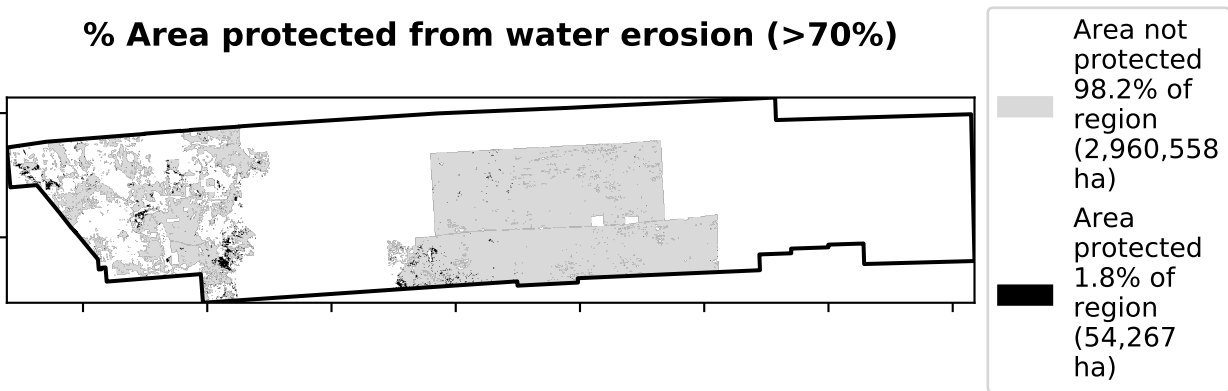 % Area protected from water erosion (>70%)
Area not
protected
98.2% of
region
(2,960,558
ha)
Area
protected
1.8% of
region
(54,267
ha)